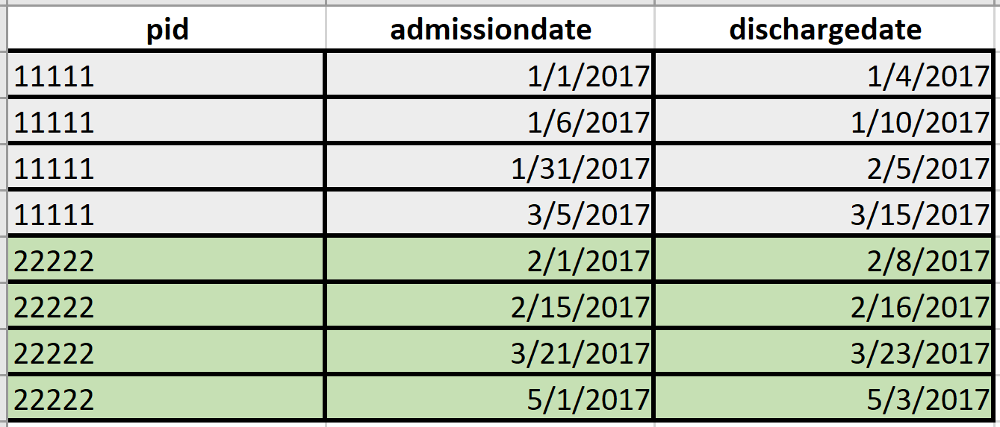 pid admissiondate dischargedate
11111 1/1/2017 1/4/2017
11111 1/6/2017 1/10/2017
11111 1/31/2017 2/5/2017
11111 3/5/2017 3/15/2017
22222 2/1/2017 2/8/2017
22222 2/15/2017 2/16/2017
22222 3/21/2017 3/23/2017
22222 5/1/2017 5/3/2017